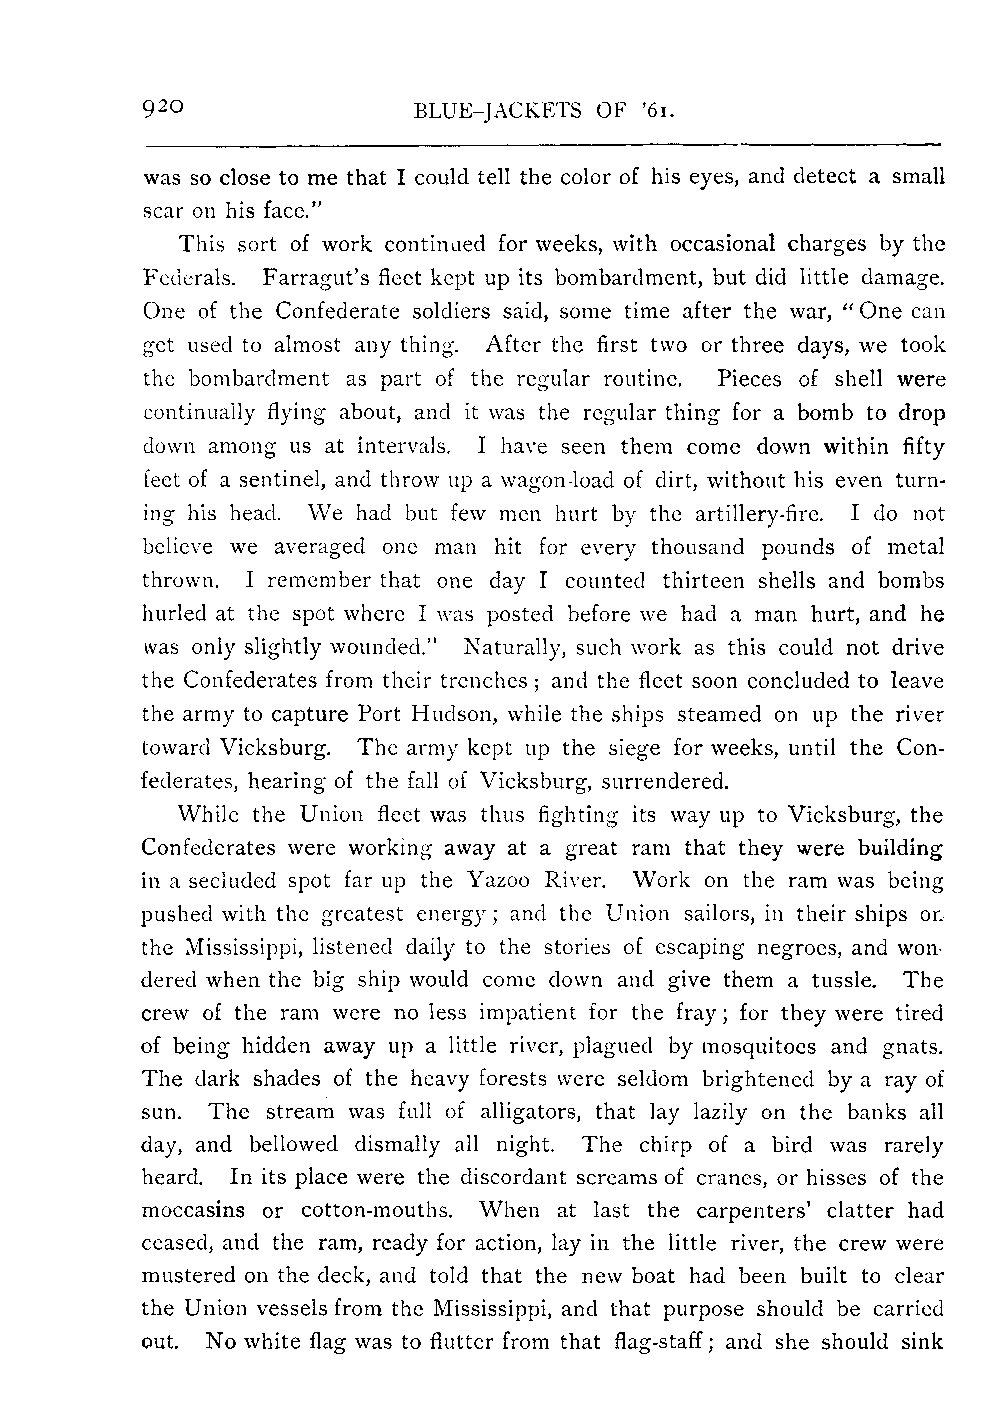 920 BLUE-JACKETS OF '61.
was so close to me that I could tell the color of his eyes, and detect a small
scar on his face."
This sort of work continued for weeks, with occasional charges by the
Federals. Farragut's fleet kept up its bombardment, but did little damage.
One of the Confederate soldiers said, some time after the war, "One can
get used to almost any thing. After the first two or three days, we took
the bombardment as part of the regular routine. Pieces of shell were
continually flying about, and it was the regular thing for a bomb to drop
down among us at intervals. I have seen them come down within fifty
feet of a sentinel, and throw up a wagon-load of dirt, without his even turn-
ing his head. We had but few men hurt by the artillery-fire. I do not
believe we averaged one man hit for every thousand pounds of metal
thrown. I remember that one day I counted thirteen shells and bombs
hurled at the spot where I was posted before we had a man hurt, and he
was only slightly wounded." Naturally, such work as this could not drive
the Confederates from their trenches; and the fleet soon concluded to leave
the army to capture Port Hudson, while the ships steamed on up the river
toward Vicksburg. The army kept up the siege for weeks, until the Con-
federates, hearing of the fall of Vicksburg, surrendered.
While the Union fleet was thus fighting its way up to Vicksburg, the
Confederates were working away at a great ram that they were building
in a secluded spot far up the Yazoo River. Work on the ram was being
pushed with the greatest energy; and the Union sailors, in their ships on
the Mississippi, listened daily to the stories of escaping negroes, and won-
dered when the big ship would come down and give them a tussle. The
crew of the ram were no less impatient for the fray; for they were tired
of being hidden away up a little river, plagued by mosquitoes and gnats.
The dark shades of the heavy forests were seldom brightened by a ray of
sun. The stream was full of alligators, that lay lazily on the banks all
day, and bellowed dismally all night. The chirp of a bird was rarely
heard. In its place were the discordant screams of cranes, or hisses of the
moccasins or cotton-mouths. When at last the carpenters' clatter had
ceased, and the ram, ready for action, lay in the little river, the crew were
mustered on the deck, and told that the new boat had been built to clear
the Union vessels from the Mississippi, and that purpose should be carried
out. No white flag was to flutter from that flag-staff; and she should sink